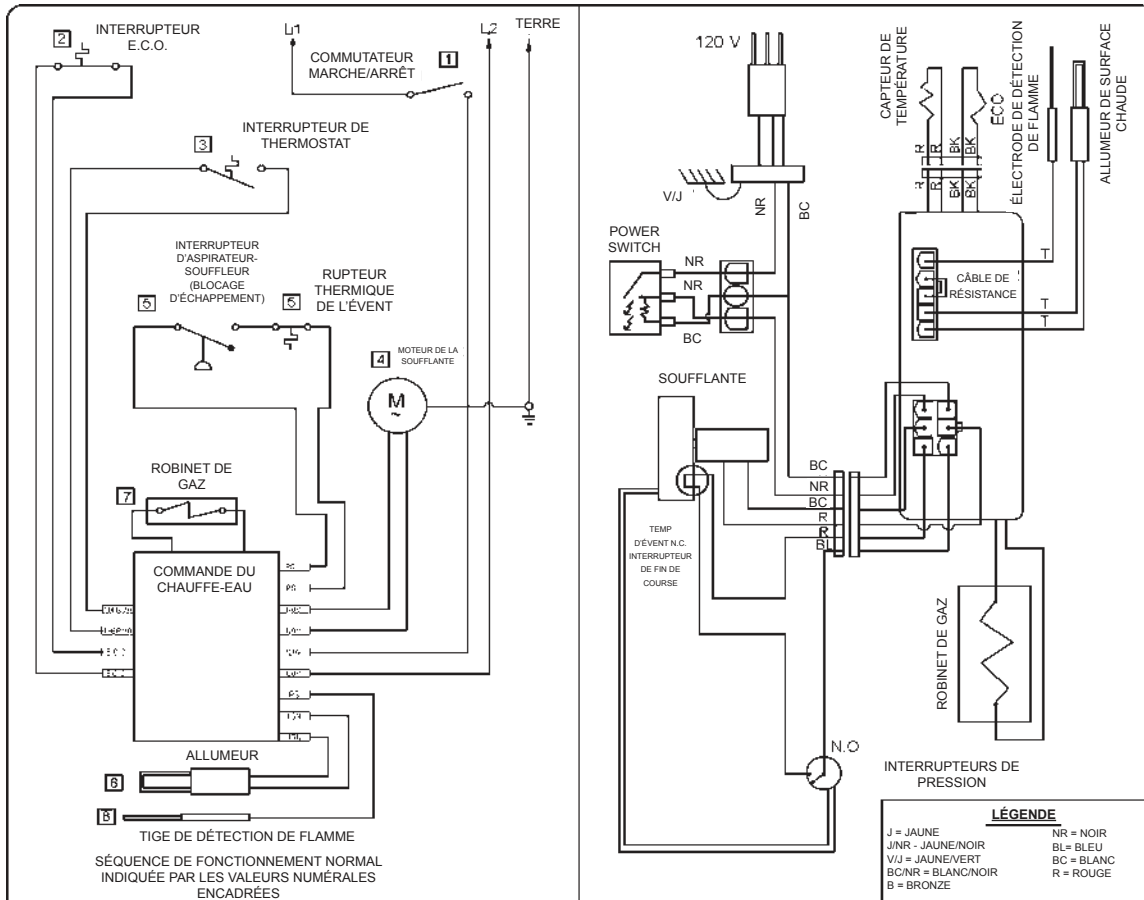 2
INTERRUPTEUR
E.C.O.
L1
L2
TERRE
COMMUTATEUR
MARCHE/ARRÊT
1
INTERRUPTEUR DE
THERMOSTAT
3
INTERRUPTEUR
D'ASPIRATEUR-
SOUFFLEUR
(BLOCAGE
D'ÉCHAPPEMENT)
RUPTEUR
THERMIQUE
DE L'ÉVENT
5
5
4
MOTEUR DE LA
SOUFFLANTE
M
~
ROBINET DE
GAZ
7
COMMANDE DU
CHAUFFE-EAU
ALLUMEUR
6
8
TIGE DE DÉTECTION DE FLAMME
SÉQUENCE DE FONCTIONNEMENT NORMAL
INDIQUÉE PAR LES VALEURS NUMÉRALES
ENCADRÉES
120 V
V/J
NR
BC
POWER
SWITCH
NR
NR
BC
CAPTEUR DE
TEMPÉRATURE
ECO
ÉLECTRODE DE DÉTECTION
DE FLAMME
ALLUMEUR DE SURFACE
CHAUDE
R
R
BK
BK
R
R
BK
BK
T
CÂBLE DE
RÉSISTANCE
T
T
SOUFFLANTE
BC
NR
BC
R
R
BL
TEMP
D'ÉVENT N.C.
INTERRUPTEUR
DE FIN DE
COURSE
ROBINET DE GAZ
N.O
INTERRUPTEURS DE
PRESSION
LÉGENDE
J = JAUNE
J/NR - JAUNE/NOIR
V/J = JAUNE/VERT
BC/NR = BLANC/NOIR
B = BRONZE
NR = NOIR
BL= BLEU
BC = BLANC
R = ROUGE